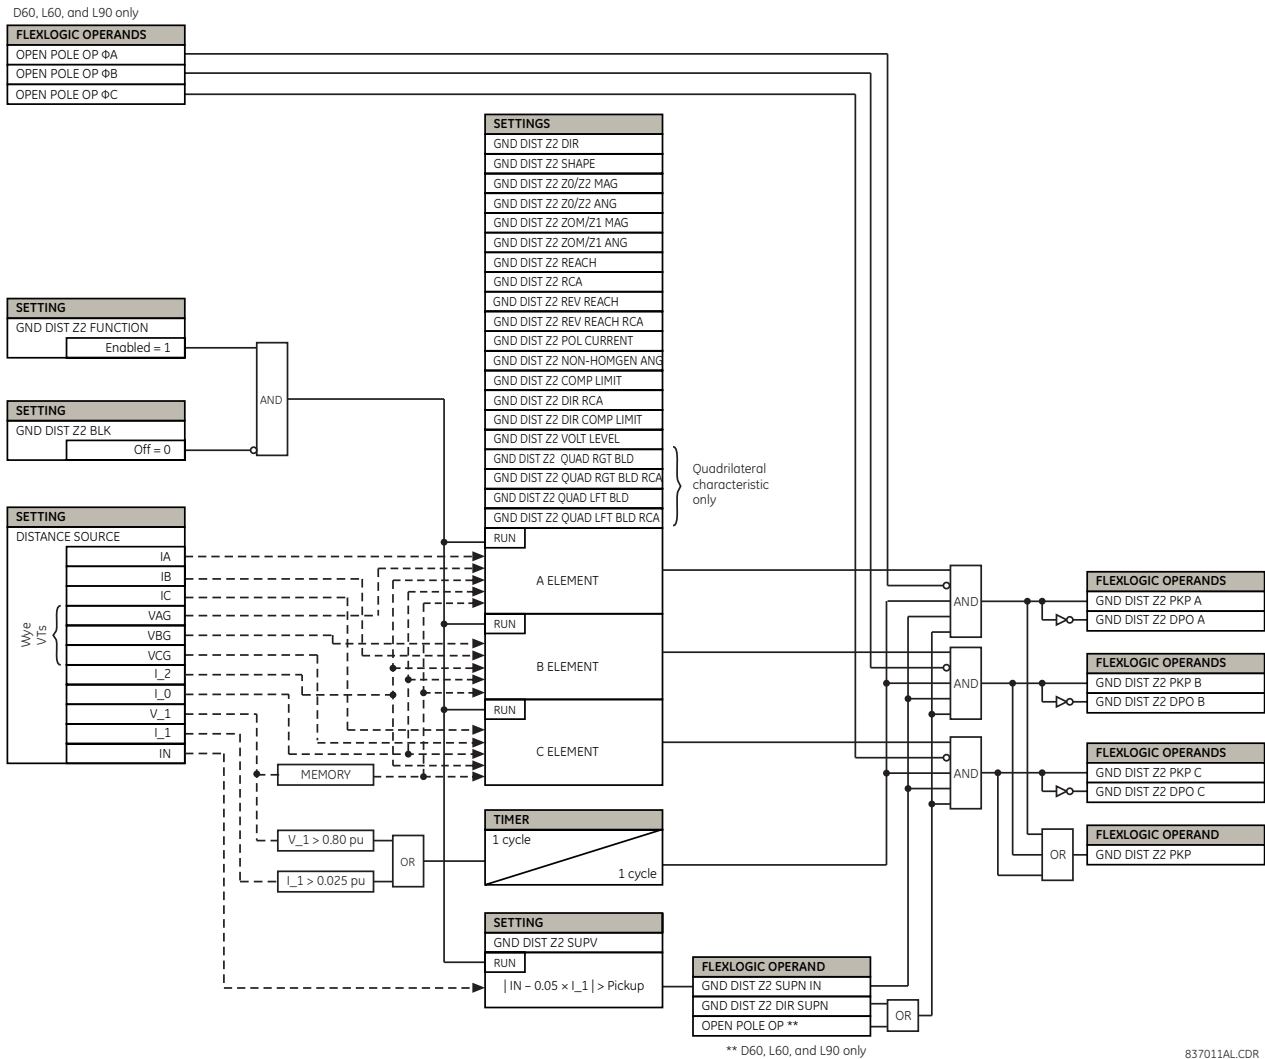 D60, L60, and L90 only
FLEXLOGIC OPERANDS
OPEN POLE OP ΦA
OPEN POLE OP ΦB
OPEN POLE OP ΦC
SETTINGS
GND DIST Z2 DIR
GND DIST Z2 SHAPE
GND DIST Z2 Z0/Z2 MAG
GND DIST Z2 Z0/Z2 ANG
GND DIST Z2 ZOM/Z1 MAG
GND DIST Z2 ZOM/Z1 ANG
GND DIST Z2 REACH
GND DIST Z2 RCA
GND DIST Z2 REV REACH
GND DIST Z2 REV REACH RCA
GND DIST Z2 POL CURRENT
GND DIST Z2 NON-HOMGEN ANG
GND DIST Z2 COMP LIMIT
GND DIST Z2 DIR RCA
GND DIST Z2 DIR COMP LIMIT
GND DIST Z2 VOLT LEVEL
GND DIST Z2 QUAD RGT BLD
GND DIST Z2 QUAD RGT BLD RCA
GND DIST Z2 QUAD LFT BLD
GND DIST Z2 QUAD LFT BLD RCA
Quadrilateral
characteristic
only
SETTING
GND DIST Z2 FUNCTION
Enabled = 1
SETTING
GND DIST Z2 BLK
Off = 0
AND
SETTING
DISTANCE SOURCE
IA
IB
IC
VAG
VBG
VCG
I_2
I_0
V_1
I_1
IN
Wye
VTs
RUN
A ELEMENT
RUN
B ELEMENT
RUN
C ELEMENT
MEMORY
V_1 > 0.80 pu
I_1 > 0.025 pu
OR
TIMER
1 cycle
1 cycle
SETTING
GND DIST Z2 SUPV
RUN
| IN – 0.05 × I_1 | > Pickup
FLEXLOGIC OPERAND
GND DIST Z2 SUPN IN
GND DIST Z2 DIR SUPN
OPEN POLE OP **
OR
** D60, L60, and L90 only
AND
AND
AND
FLEXLOGIC OPERANDS
GND DIST Z2 PKP A
GND DIST Z2 DPO A
FLEXLOGIC OPERANDS
GND DIST Z2 PKP B
GND DIST Z2 DPO B
FLEXLOGIC OPERANDS
GND DIST Z2 PKP C
GND DIST Z2 DPO C
OR
FLEXLOGIC OPERAND
GND DIST Z2 PKP
837011AL.CDR